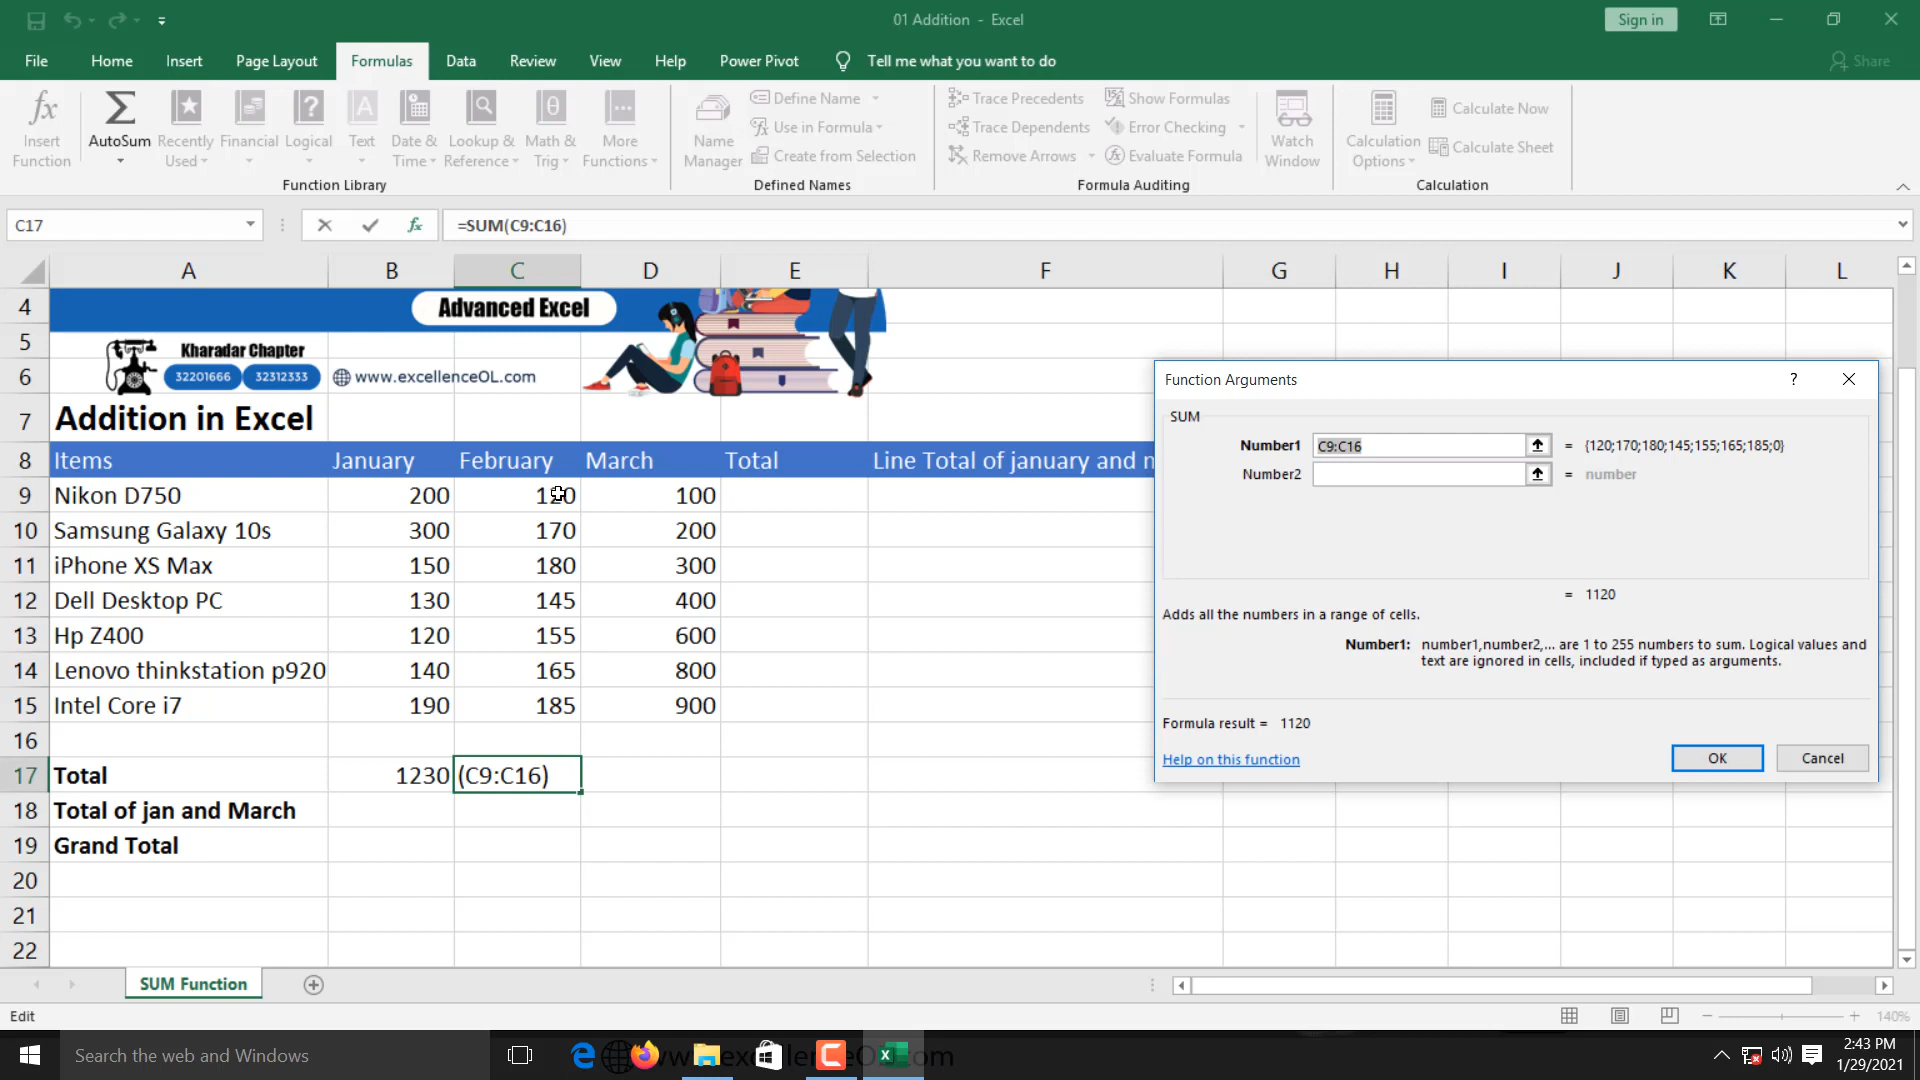 01 Addition - Excel
Sign in
File Home Insert Page Layout Formulas Data Review View Help Power Pivot Tell me what you want to do Share
Insert Function
AutoSum
Recently Used
Financial
Logical
Text
Date & Time
Lookup & Reference
Math & Trig
More Functions
Function Library
Name Manager
Define Name
Use in Formula
Create from Selection
Defined Names
Trace Precedents
Trace Dependents
Remove Arrows
Show Formulas
Error Checking
Evaluate Formula
Formula Auditing
Watch Window
Calculation Options
Calculate Now
Calculate Sheet
Calculation
C17 fx =SUM(C9:C16)
A B C D E F G H I J K L
4 Advanced Excel
5 Kharadar Chapter
6 32201666 32312333 www.excellenceOL.com
7 Addition in Excel
8 Items January February March Total Line Total of january and
9 Nikon D750 200 120 100
10 Samsung Galaxy 10s 300 170 200
11 iPhone XS Max 150 180 300
12 Dell Desktop PC 130 145 400
13 Hp Z400 120 155 600
14 Lenovo thinkstation p920 140 165 800
15 Intel Core i7 190 185 900
16
17 Total 1230 (C9:C16)
18 Total of jan and March
19 Grand Total
20
21
22
Function Arguments ?
SUM
Number1 C9:C16 = {120;170;180;145;155;165;185;0}
Number2 = number
= 1120
Adds all the numbers in a range of cells.
Number1: number1,number2,... are 1 to 255 numbers to sum. Logical values and
text are ignored in cells, included if typed as arguments.
Formula result = 1120
Help on this function
OK Cancel
SUM Function
Edit
140%
Search the web and Windows
2:43 PM
1/29/2021